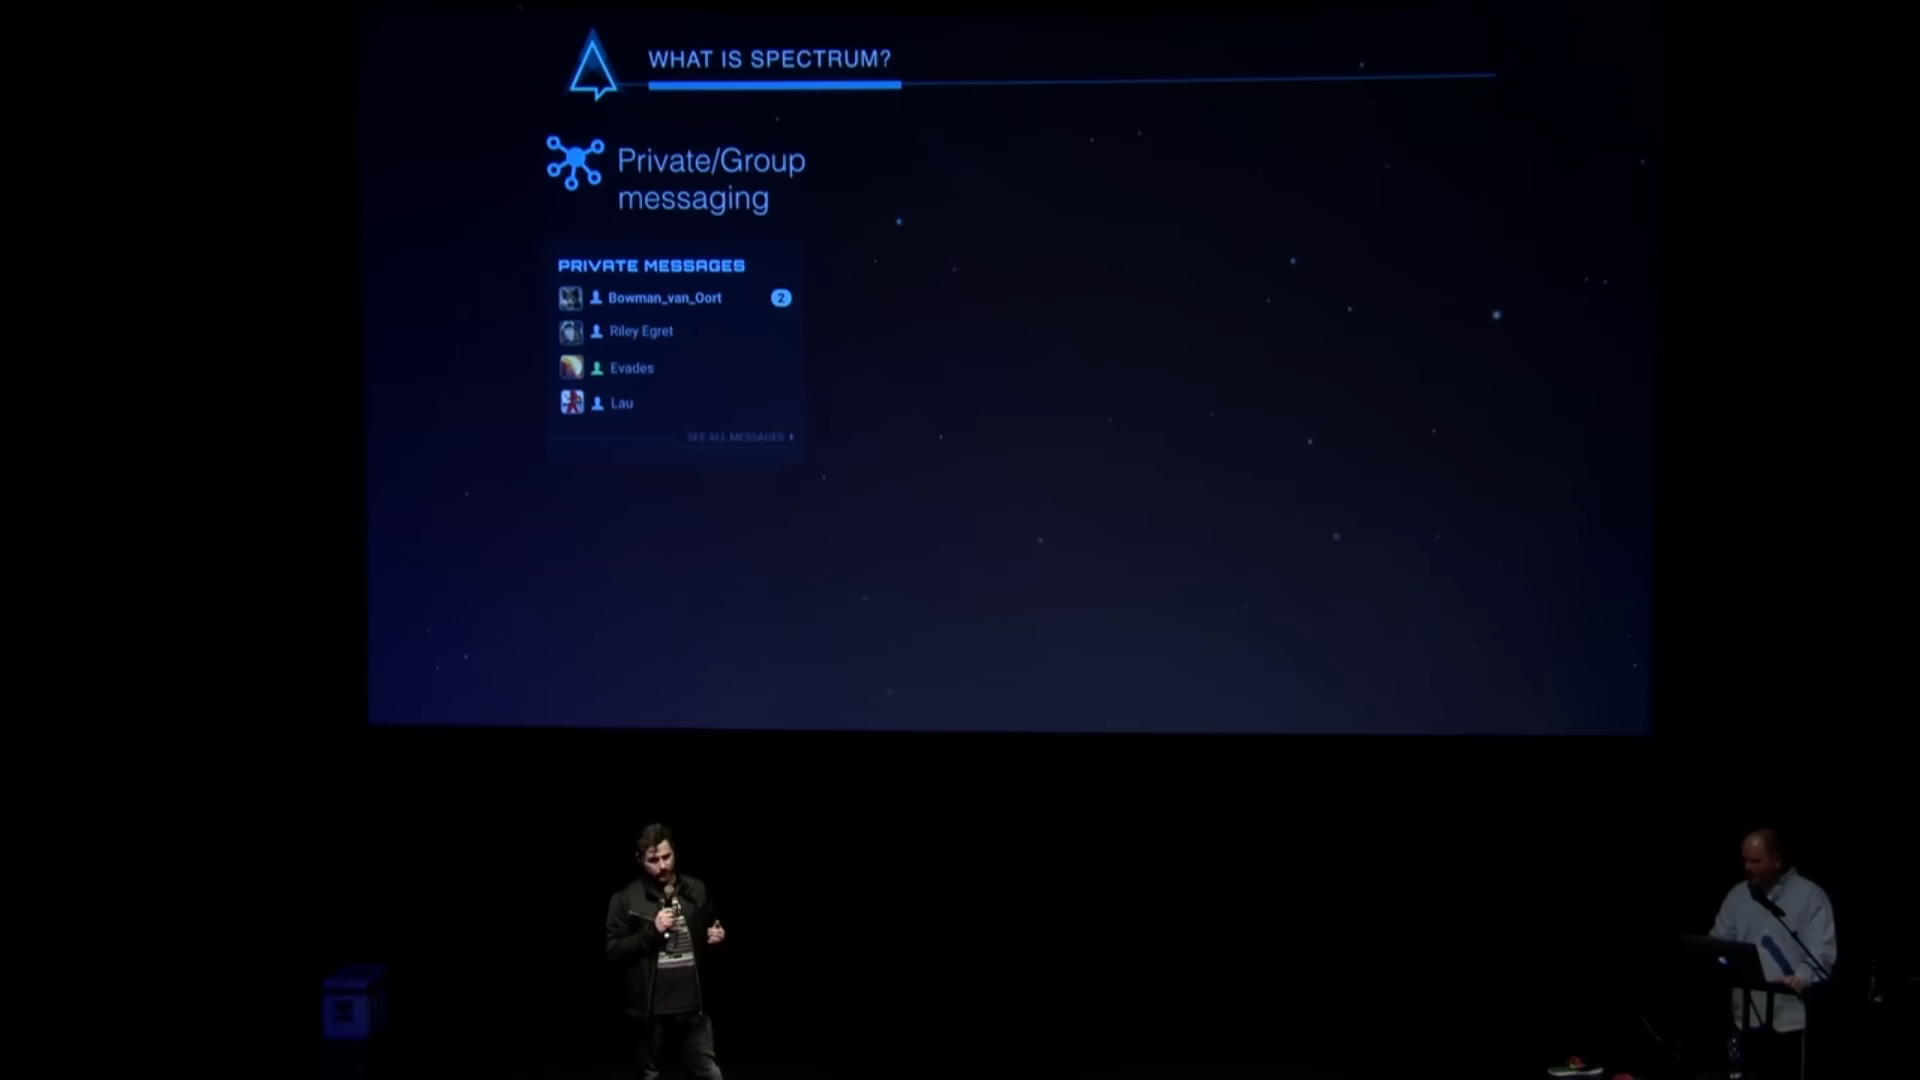 WHAT IS SPECTRUM?
Private/Group
messaging
PRIVATE MESSAGES
Bowman_van_Oort 2
Riley Egret
Evades
Lau
SEE ALL MESSAGES